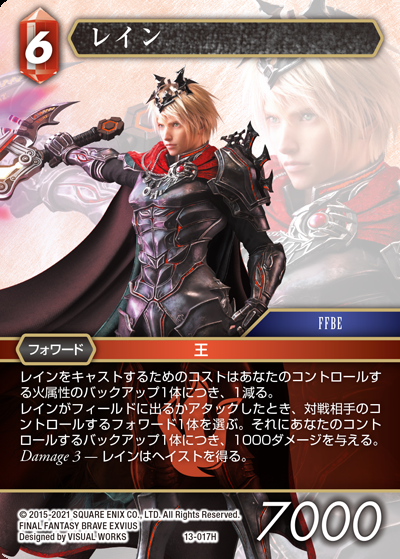 6
レイン
FFBE
フォワード
王
レインをキャストするためのコストはあなたのコントロールす
る火属性のバックアップ1体につき、1減る。
レインがフィールドに出るかアタックしたとき、対戦相手のコ
ントロールするフォワード1体を選ぶ。それにあなたのコント
ロールするバックアップ1体につき、1000ダメージを与える。
Damage 3 — レインはヘイストを得る。
© 2015-2021 SQUARE ENIX CO., LTD. All Rights Reserved.
FINAL FANTASY BRAVE EXVIUS
Designed by VISUAL WORKS
13-017H
7000